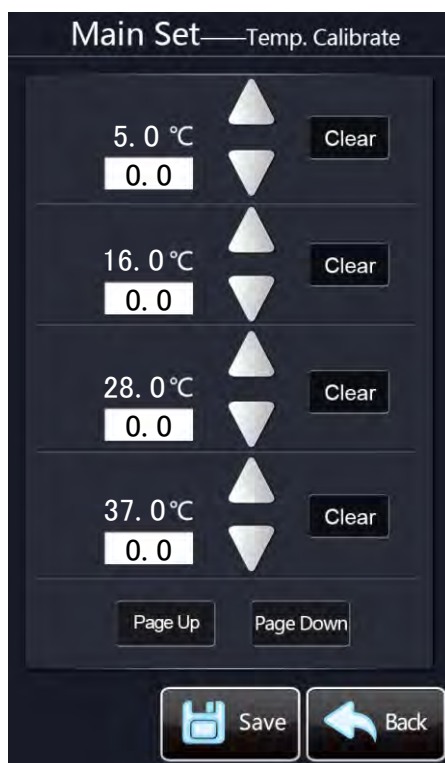 Main Set——Temp. Calibrate
5.0 ℃
Clear
0.0
16.0℃
Clear
0.0
28.0℃
Clear
0.0
37.0℃
Clear
0.0
Page Up
Page Down
Save
Back